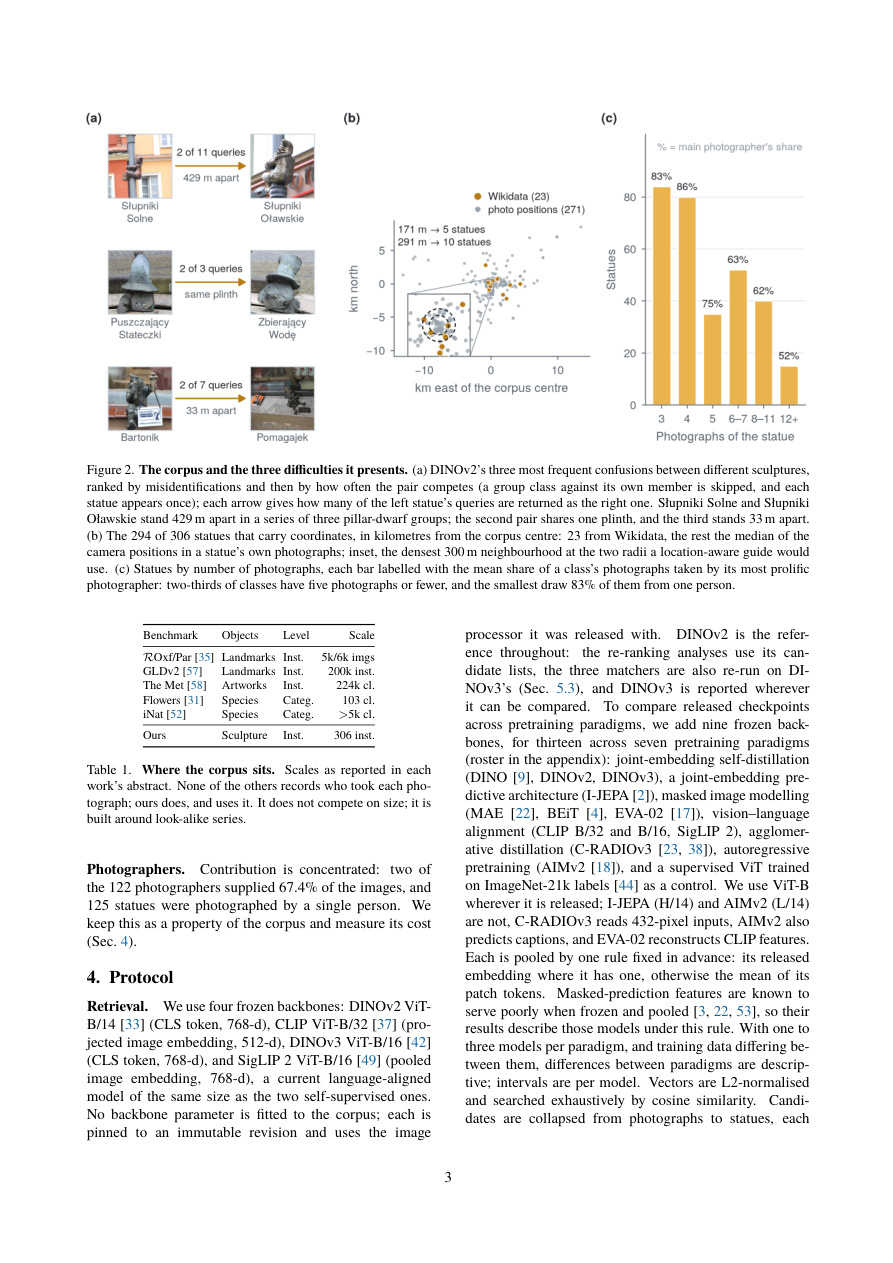 (a)
2 of 11 queries
429 m apart
Słupniki
Solne
Słupniki
Oławskie
2 of 3 queries
same plinth
Puszczający
Stateczki
Zbierający
Wodę
2 of 7 queries
33 m apart
Bartonik
Pomagajek
(b)
Wikidata (23)
photo positions (271)
171 m → 5 statues
291 m → 10 statues
km north
5
0
−5
−10
−10
0
10
km east of the corpus centre
(c)
% = main photographer's share
Statues
80
60
40
20
0
83%
86%
75%
63%
62%
52%
3
4
5
6–7
8–11
12+
Photographs of the statue
Figure 2. The corpus and the three difficulties it presents. (a) DINOv2's three most frequent confusions between different sculptures,
ranked by misidentifications and then by how often the pair competes (a group class against its own member is skipped, and each
statue appears once); each arrow gives how many of the left statue's queries are returned as the right one. Słupniki Solne and Słupniki
Oławskie stand 429 m apart in a series of three pillar-dwarf groups; the second pair shares one plinth, and the third stands 33 m apart.
(b) The 294 of 306 statues that carry coordinates, in kilometres from the corpus centre: 23 from Wikidata, the rest the median of the
camera positions in a statue's own photographs; inset, the densest 300 m neighbourhood at the two radii a location-aware guide would
use. (c) Statues by number of photographs, each bar labelled with the mean share of a class's photographs taken by its most prolific
photographer: two-thirds of classes have five photographs or fewer, and the smallest draw 83% of them from one person.
Benchmark Objects Level Scale
ROxf/Par [35] Landmarks Inst. 5k/6k imgs
GLDv2 [57] Landmarks Inst. 200k inst.
The Met [58] Artworks Inst. 224k cl.
Flowers [31] Species Categ. 103 cl.
iNat [52] Species Categ. >5k cl.
Ours Sculpture Inst. 306 inst.
Table 1. Where the corpus sits. Scales as reported in each
work's abstract. None of the others records who took each pho-
tograph; ours does, and uses it. It does not compete on size; it is
built around look-alike series.
Photographers. Contribution is concentrated: two of
the 122 photographers supplied 67.4% of the images, and
125 statues were photographed by a single person. We
keep this as a property of the corpus and measure its cost
(Sec. 4).
4. Protocol
Retrieval. We use four frozen backbones: DINOv2 ViT-
B/14 [33] (CLS token, 768-d), CLIP ViT-B/32 [37] (pro-
jected image embedding, 512-d), DINOv3 ViT-B/16 [42]
(CLS token, 768-d), and SigLIP 2 ViT-B/16 [49] (pooled
image embedding, 768-d), a current language-aligned
model of the same size as the two self-supervised ones.
No backbone parameter is fitted to the corpus; each is
pinned to an immutable revision and uses the image
processor it was released with. DINOv2 is the refer-
ence throughout: the re-ranking analyses use its can-
didate lists, the three matchers are also re-run on DI-
NOv3's (Sec. 5.3), and DINOv3 is reported wherever
it can be compared. To compare released checkpoints
across pretraining paradigms, we add nine frozen back-
bones, for thirteen across seven pretraining paradigms
(roster in the appendix): joint-embedding self-distillation
(DINO [9], DINOv2, DINOv3), a joint-embedding pre-
dictive architecture (I-JEPA [2]), masked image modelling
(MAE [22], BEiT [4], EVA-02 [17]), vision–language
alignment (CLIP B/32 and B/16, SigLIP 2), agglomer-
ative distillation (C-RADIOv3 [23, 38]), autoregressive
pretraining (AIMv2 [18]), and a supervised ViT trained
on ImageNet-21k labels [44] as a control. We use ViT-B
wherever it is released; I-JEPA (H/14) and AIMv2 (L/14)
are not, C-RADIOv3 reads 432-pixel inputs, AIMv2 also
predicts captions, and EVA-02 reconstructs CLIP features.
Each is pooled by one rule fixed in advance: its released
embedding where it has one, otherwise the mean of its
patch tokens. Masked-prediction features are known to
serve poorly when frozen and pooled [3, 22, 53], so their
results describe those models under this rule. With one to
three models per paradigm, and training data differing be-
tween them, differences between paradigms are descrip-
tive; intervals are per model. Vectors are L2-normalised
and searched exhaustively by cosine similarity. Candi-
dates are collapsed from photographs to statues, each
3